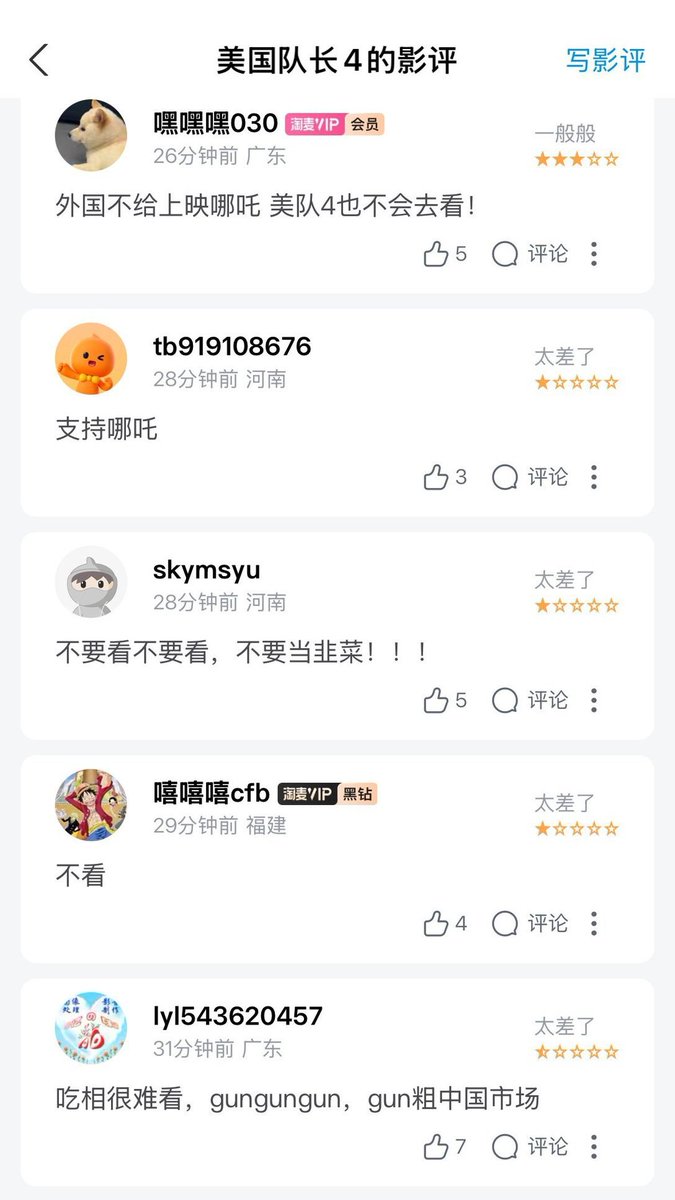 美国队长4的影评
写影评
嘿嘿嘿030 淘麦VIP 会员
一般般
26分钟前 广东
外国不给上映哪吒 美队4也不会去看！
5 评论
tb919108676
太差了
28分钟前 河南
支持哪吒
3 评论
skymsyu
太差了
28分钟前 河南
不要看不要看，不要当韭菜！！！
5 评论
嘻嘻嘻cfb 淘麦VIP 黑钻
太差了
29分钟前 福建
不看
4 评论
lyl543620457
太差了
31分钟前 广东
吃相很难看，gungungun，gun粗中国市场
7 评论